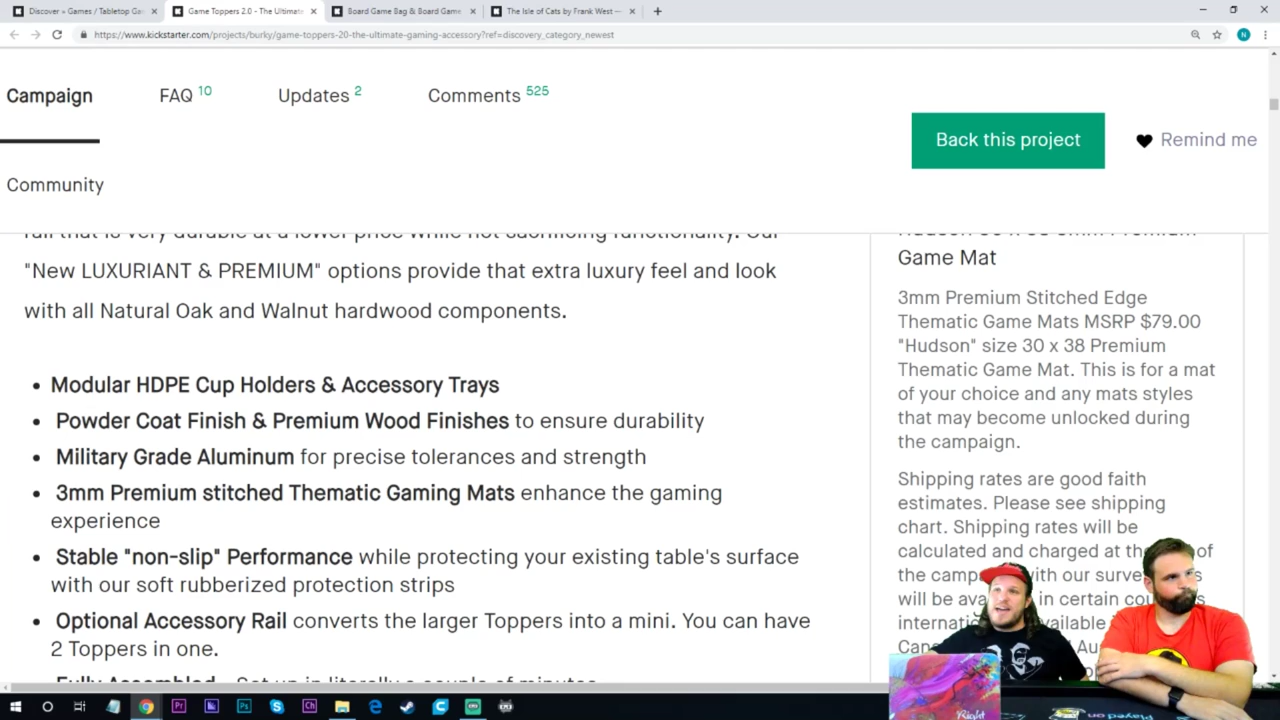 Discover » Games / Tabletop Ga
Game Toppers 2.0 - The Ultimate
Board Game Bag & Board Game
The Isle of Cats by Frank West —
https://www.kickstarter.com/projects/burky/game-toppers-20-the-ultimate-gaming-accessory?ref=discovery_category_newest
N
Campaign
FAQ 10
Updates 2
Comments 525
Back this project
Remind me
Community
rail that is very durable at a lower price while not sacrificing functionality. Our
"New LUXURIANT & PREMIUM" options provide that extra luxury feel and look
with all Natural Oak and Walnut hardwood components.
• Modular HDPE Cup Holders & Accessory Trays
• Powder Coat Finish & Premium Wood Finishes to ensure durability
• Military Grade Aluminum for precise tolerances and strength
• 3mm Premium stitched Thematic Gaming Mats enhance the gaming
experience
• Stable "non-slip" Performance while protecting your existing table's surface
with our soft rubberized protection strips
• Optional Accessory Rail converts the larger Toppers into a mini. You can have
2 Toppers in one.
Fully Assembled - Set up in literally a couple of minutes
Hudson 30 x 38 3mm Premium
Game Mat
3mm Premium Stitched Edge
Thematic Game Mats MSRP $79.00
"Hudson" size 30 x 38 Premium
Thematic Game Mat. This is for a mat
of your choice and any mats styles
that may become unlocked during
the campaign.
Shipping rates are good faith
estimates. Please see shipping
chart. Shipping rates will be
calculated and charged at the of
the camp with our surve s
will be ava in certain cou
internati vailable
Can Au
Pr
Ps
Ch
Right
played on